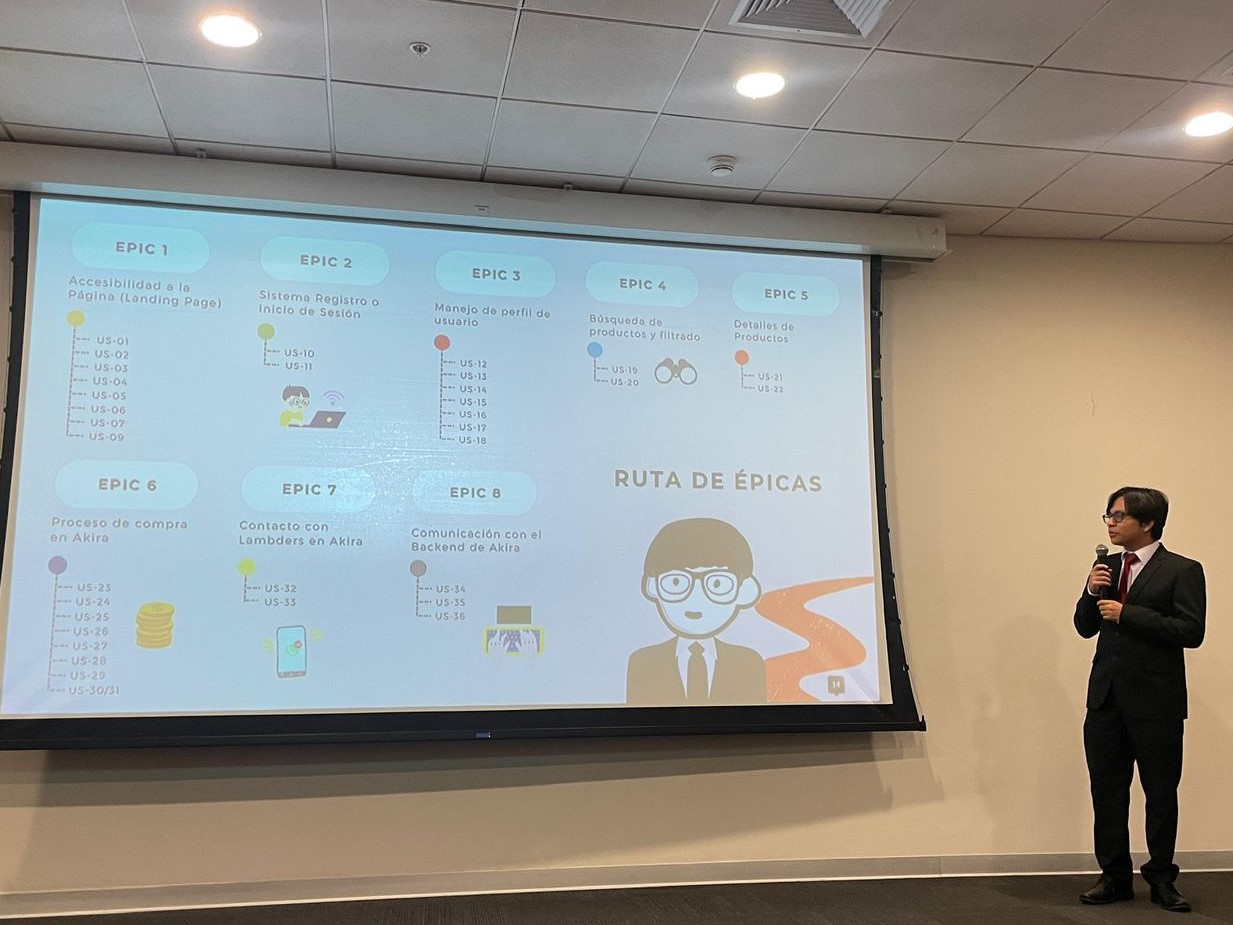 EPIC 1
Accesibilidad a la
Página (Landing Page)
US-01
US-02
US-03
US-04
US-05
US-06
US-07
US-09
EPIC 2
Sistema Registro o
Inicio de Sesión
US-10
US-11
EPIC 3
Manejo de perfil de
usuario
US-12
US-13
US-14
US-15
US-16
US-17
US-18
EPIC 4
Búsqueda de
productos y filtrado
US-19
US-20
EPIC 5
Detalles de
Productos
US-21
US-22
EPIC 6
Proceso de compra
en Akira
US-23
US-24
US-25
US-26
US-27
US-28
US-29
US-30/31
EPIC 7
Contacto con
Lambders en Akira
US-32
US-33
EPIC 8
Comunicación con el
Backend de Akira
US-34
US-35
US-36
RUTA DE ÉPICAS
14